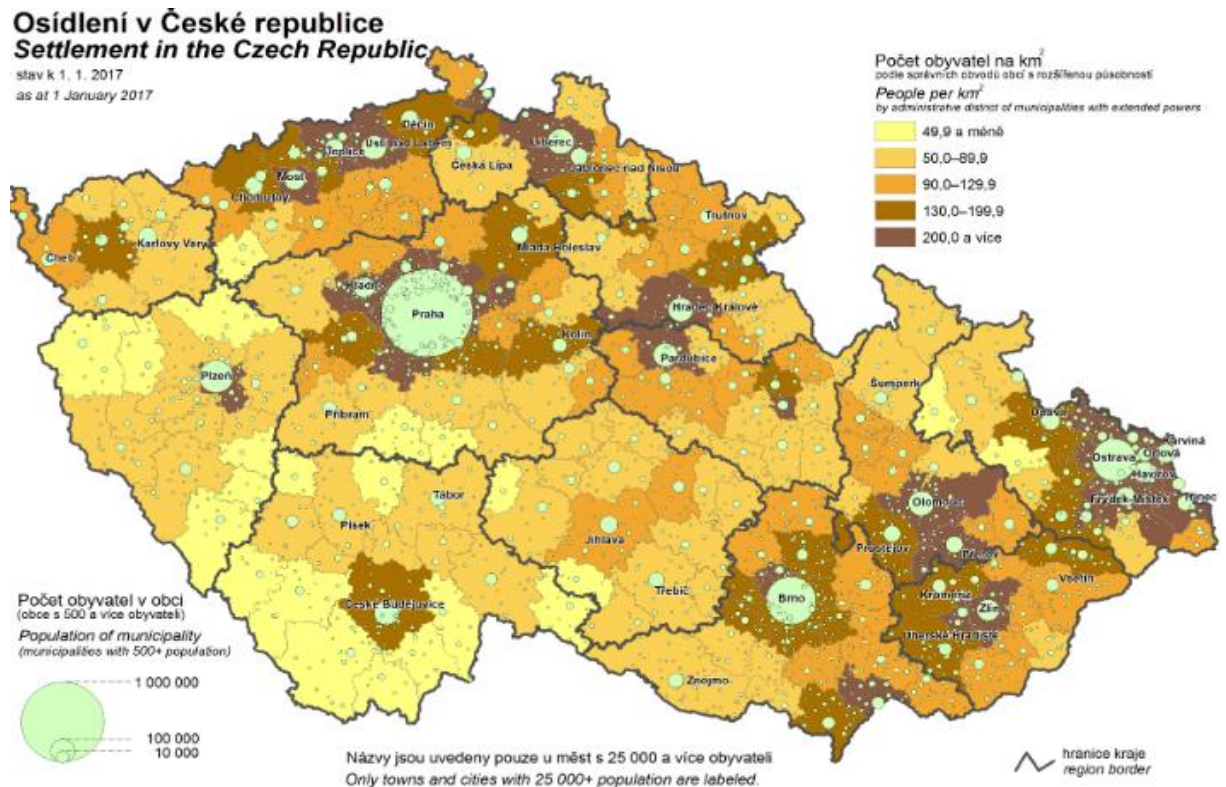 Osídlení v České republice
Settlement in the Czech Republic
stav k 1. 1. 2017
as at 1 January 2017
Počet obyvatel na km2
podle správních obvodů obcí s rozšířenou působností
People per km2
by administrative district of municipalities with extended powers
49,9 a méně
50,0–89,9
90,0–129,9
130,0–199,9
200,0 a více
Děčín
Teplice
Ústí nad Labem
Liberec
Most
Česká Lípa
Jablonec nad Nisou
Chomutov
Trutnov
Karlovy Vary
Mladá Boleslav
Cheb
Kladno
Hradec Králové
Praha
Kolín
Pardubice
Plzeň
Šumperk
Příbram
Opava
Karviná
Orlová
Ostrava
Havířov
Tábor
Frýdek-Místek
Třinec
Olomouc
Písek
Jihlava
Prostějov
Přerov
Vsetín
Třebíč
Kroměříž
České Budějovice
Brno
Zlín
Uherské Hradiště
Znojmo
Počet obyvatel v obci
(obce s 500 a více obyvateli)
Population of municipality
(municipalities with 500+ population)
1 000 000
100 000
10 000
Názvy jsou uvedeny pouze u měst s 25 000 a více obyvateli
Only towns and cities with 25 000+ population are labeled.
hranice kraje
region border